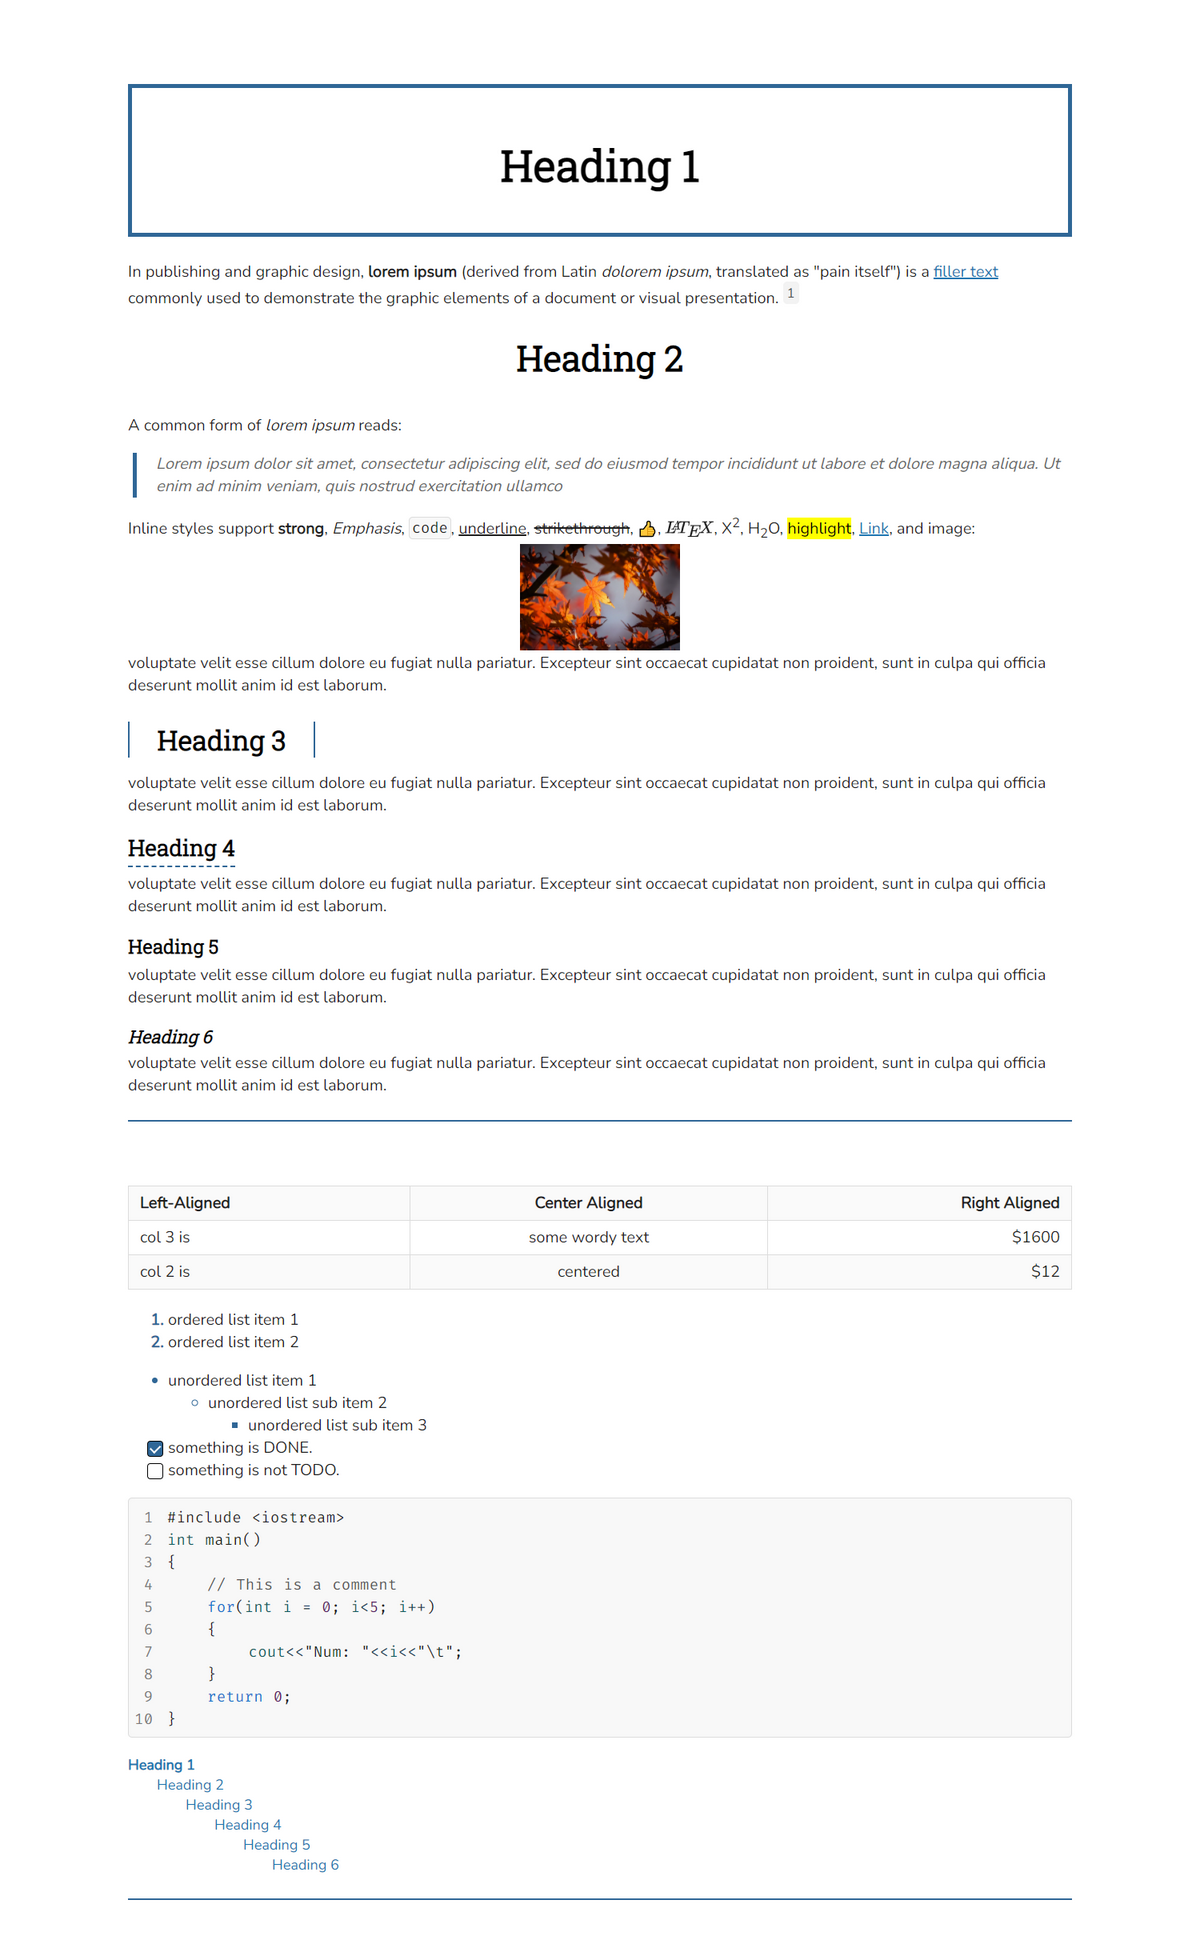 Heading 1
In publishing and graphic design, lorem ipsum (derived from Latin dolorem ipsum, translated as "pain itself") is a filler text
commonly used to demonstrate the graphic elements of a document or visual presentation. 1
Heading 2
A common form of lorem ipsum reads:
Lorem ipsum dolor sit amet, consectetur adipiscing elit, sed do eiusmod tempor incididunt ut labore et dolore magna aliqua. Ut
enim ad minim veniam, quis nostrud exercitation ullamco
Inline styles support strong, Emphasis, code, underline, strikethrough, 👍, LATEX, X², H₂O, highlight, Link, and image:
voluptate velit esse cillum dolore eu fugiat nulla pariatur. Excepteur sint occaecat cupidatat non proident, sunt in culpa qui officia
deserunt mollit anim id est laborum.
Heading 3
voluptate velit esse cillum dolore eu fugiat nulla pariatur. Excepteur sint occaecat cupidatat non proident, sunt in culpa qui officia
deserunt mollit anim id est laborum.
Heading 4
voluptate velit esse cillum dolore eu fugiat nulla pariatur. Excepteur sint occaecat cupidatat non proident, sunt in culpa qui officia
deserunt mollit anim id est laborum.
Heading 5
voluptate velit esse cillum dolore eu fugiat nulla pariatur. Excepteur sint occaecat cupidatat non proident, sunt in culpa qui officia
deserunt mollit anim id est laborum.
Heading 6
voluptate velit esse cillum dolore eu fugiat nulla pariatur. Excepteur sint occaecat cupidatat non proident, sunt in culpa qui officia
deserunt mollit anim id est laborum.
Left-Aligned Center Aligned Right Aligned
col 3 is some wordy text $1600
col 2 is centered $12
1. ordered list item 1
2. ordered list item 2
• unordered list item 1
◦ unordered list sub item 2
▪ unordered list sub item 3
something is DONE.
something is not TODO.
1 #include <iostream>
2 int main()
3 {
4     // This is a comment
5     for(int i = 0; i<5; i++)
6     {
7         cout<<"Num: "<<i<<"\t";
8     }
9     return 0;
10 }
Heading 1
Heading 2
Heading 3
Heading 4
Heading 5
Heading 6